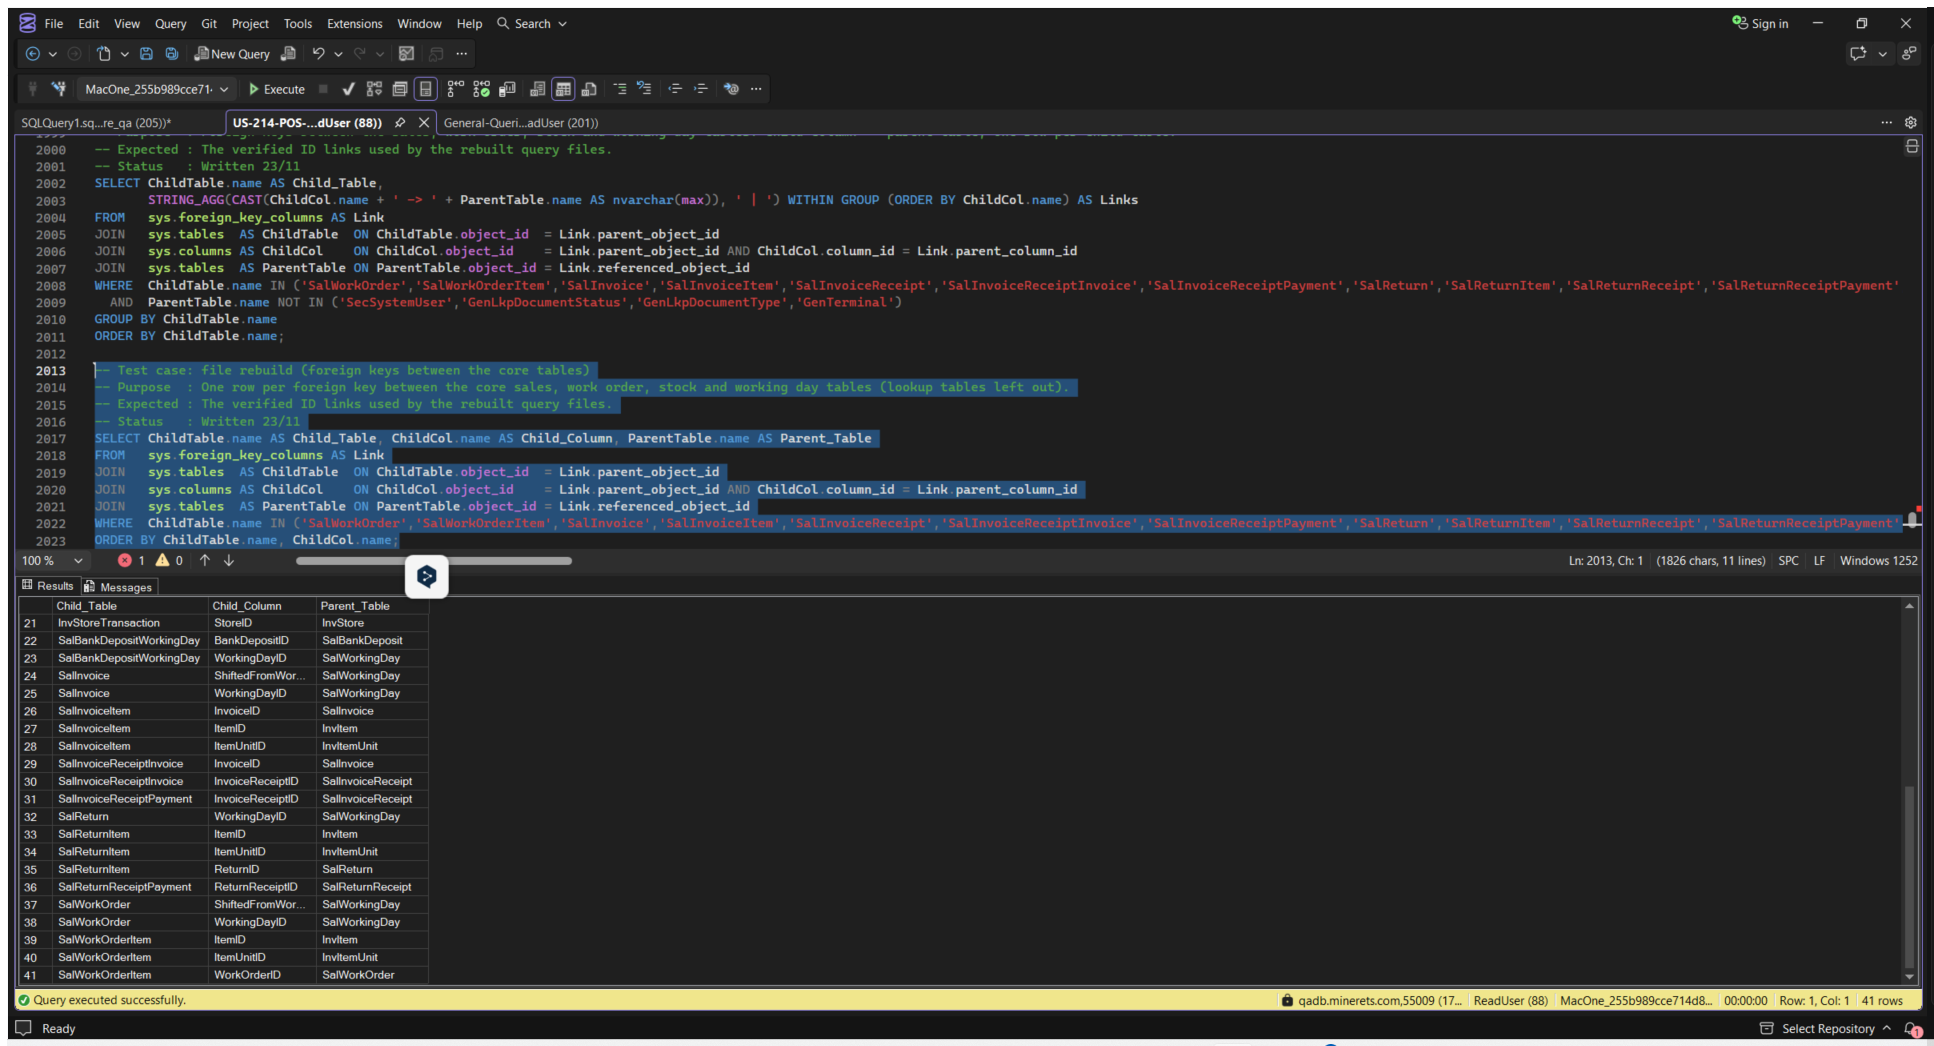 File Edit View Query Git Project Tools Extensions Window Help Search
Sign in
New Query
MacOne_255b989cce71
Execute
SQLQuery1.sq...re_qa (205))*
US-214-POS-...dUser (88))
General-Queri...adUser (201))
2000 -- Expected : The verified ID links used by the rebuilt query files.
2001 -- Status   : Written 23/11
2002 SELECT ChildTable.name AS Child_Table,
2003        STRING_AGG(CAST(ChildCol.name + ' -> ' + ParentTable.name AS nvarchar(max)), ' | ') WITHIN GROUP (ORDER BY ChildCol.name) AS Links
2004 FROM   sys.foreign_key_columns AS Link
2005 JOIN   sys.tables  AS ChildTable  ON ChildTable.object_id  = Link.parent_object_id
2006 JOIN   sys.columns AS ChildCol    ON ChildCol.object_id    = Link.parent_object_id AND ChildCol.column_id = Link.parent_column_id
2007 JOIN   sys.tables  AS ParentTable ON ParentTable.object_id = Link.referenced_object_id
2008 WHERE  ChildTable.name IN ('SalWorkOrder','SalWorkOrderItem','SalInvoice','SalInvoiceItem','SalInvoiceReceipt','SalInvoiceReceiptInvoice','SalInvoiceReceiptPayment','SalReturn','SalReturnItem','SalReturnReceipt','SalReturnReceiptPayment'
2009   AND  ParentTable.name NOT IN ('SecSystemUser','GenLkpDocumentStatus','GenLkpDocumentType','GenTerminal')
2010 GROUP BY ChildTable.name
2011 ORDER BY ChildTable.name;
2012
2013 -- Test case: file rebuild (foreign keys between the core tables)
2014 -- Purpose  : One row per foreign key between the core sales, work order, stock and working day tables (lookup tables left out).
2015 -- Expected : The verified ID links used by the rebuilt query files.
2016 -- Status   : Written 23/11
2017 SELECT ChildTable.name AS Child_Table, ChildCol.name AS Child_Column, ParentTable.name AS Parent_Table
2018 FROM   sys.foreign_key_columns AS Link
2019 JOIN   sys.tables  AS ChildTable  ON ChildTable.object_id  = Link.parent_object_id
2020 JOIN   sys.columns AS ChildCol    ON ChildCol.object_id    = Link.parent_object_id AND ChildCol.column_id = Link.parent_column_id
2021 JOIN   sys.tables  AS ParentTable ON ParentTable.object_id = Link.referenced_object_id
2022 WHERE  ChildTable.name IN ('SalWorkOrder','SalWorkOrderItem','SalInvoice','SalInvoiceItem','SalInvoiceReceipt','SalInvoiceReceiptInvoice','SalInvoiceReceiptPayment','SalReturn','SalReturnItem','SalReturnReceipt','SalReturnReceiptPayment'
2023 ORDER BY ChildTable.name, ChildCol.name;
100 % 1 0 Ln: 2013, Ch: 1 (1826 chars, 11 lines) SPC LF Windows 1252
Results Messages
Child_Table Child_Column Parent_Table
21 InvStoreTransaction StoreID InvStore
22 SalBankDepositWorkingDay BankDepositID SalBankDeposit
23 SalBankDepositWorkingDay WorkingDayID SalWorkingDay
24 SalInvoice ShiftedFromWor... SalWorkingDay
25 SalInvoice WorkingDayID SalWorkingDay
26 SalInvoiceItem InvoiceID SalInvoice
27 SalInvoiceItem ItemID InvItem
28 SalInvoiceItem ItemUnitID InvItemUnit
29 SalInvoiceReceiptInvoice InvoiceID SalInvoice
30 SalInvoiceReceiptInvoice InvoiceReceiptID SalInvoiceReceipt
31 SalInvoiceReceiptPayment InvoiceReceiptID SalInvoiceReceipt
32 SalReturn WorkingDayID SalWorkingDay
33 SalReturnItem ItemID InvItem
34 SalReturnItem ItemUnitID InvItemUnit
35 SalReturnItem ReturnID SalReturn
36 SalReturnReceiptPayment ReturnReceiptID SalReturnReceipt
37 SalWorkOrder ShiftedFromWor... SalWorkingDay
38 SalWorkOrder WorkingDayID SalWorkingDay
39 SalWorkOrderItem ItemID InvItem
40 SalWorkOrderItem ItemUnitID InvItemUnit
41 SalWorkOrderItem WorkOrderID SalWorkOrder
Query executed successfully. qadb.minerets.com,55009 (17... ReadUser (88) MacOne_255b989cce714d8... 00:00:00 Row: 1, Col: 1 41 rows
Ready Select Repository 1